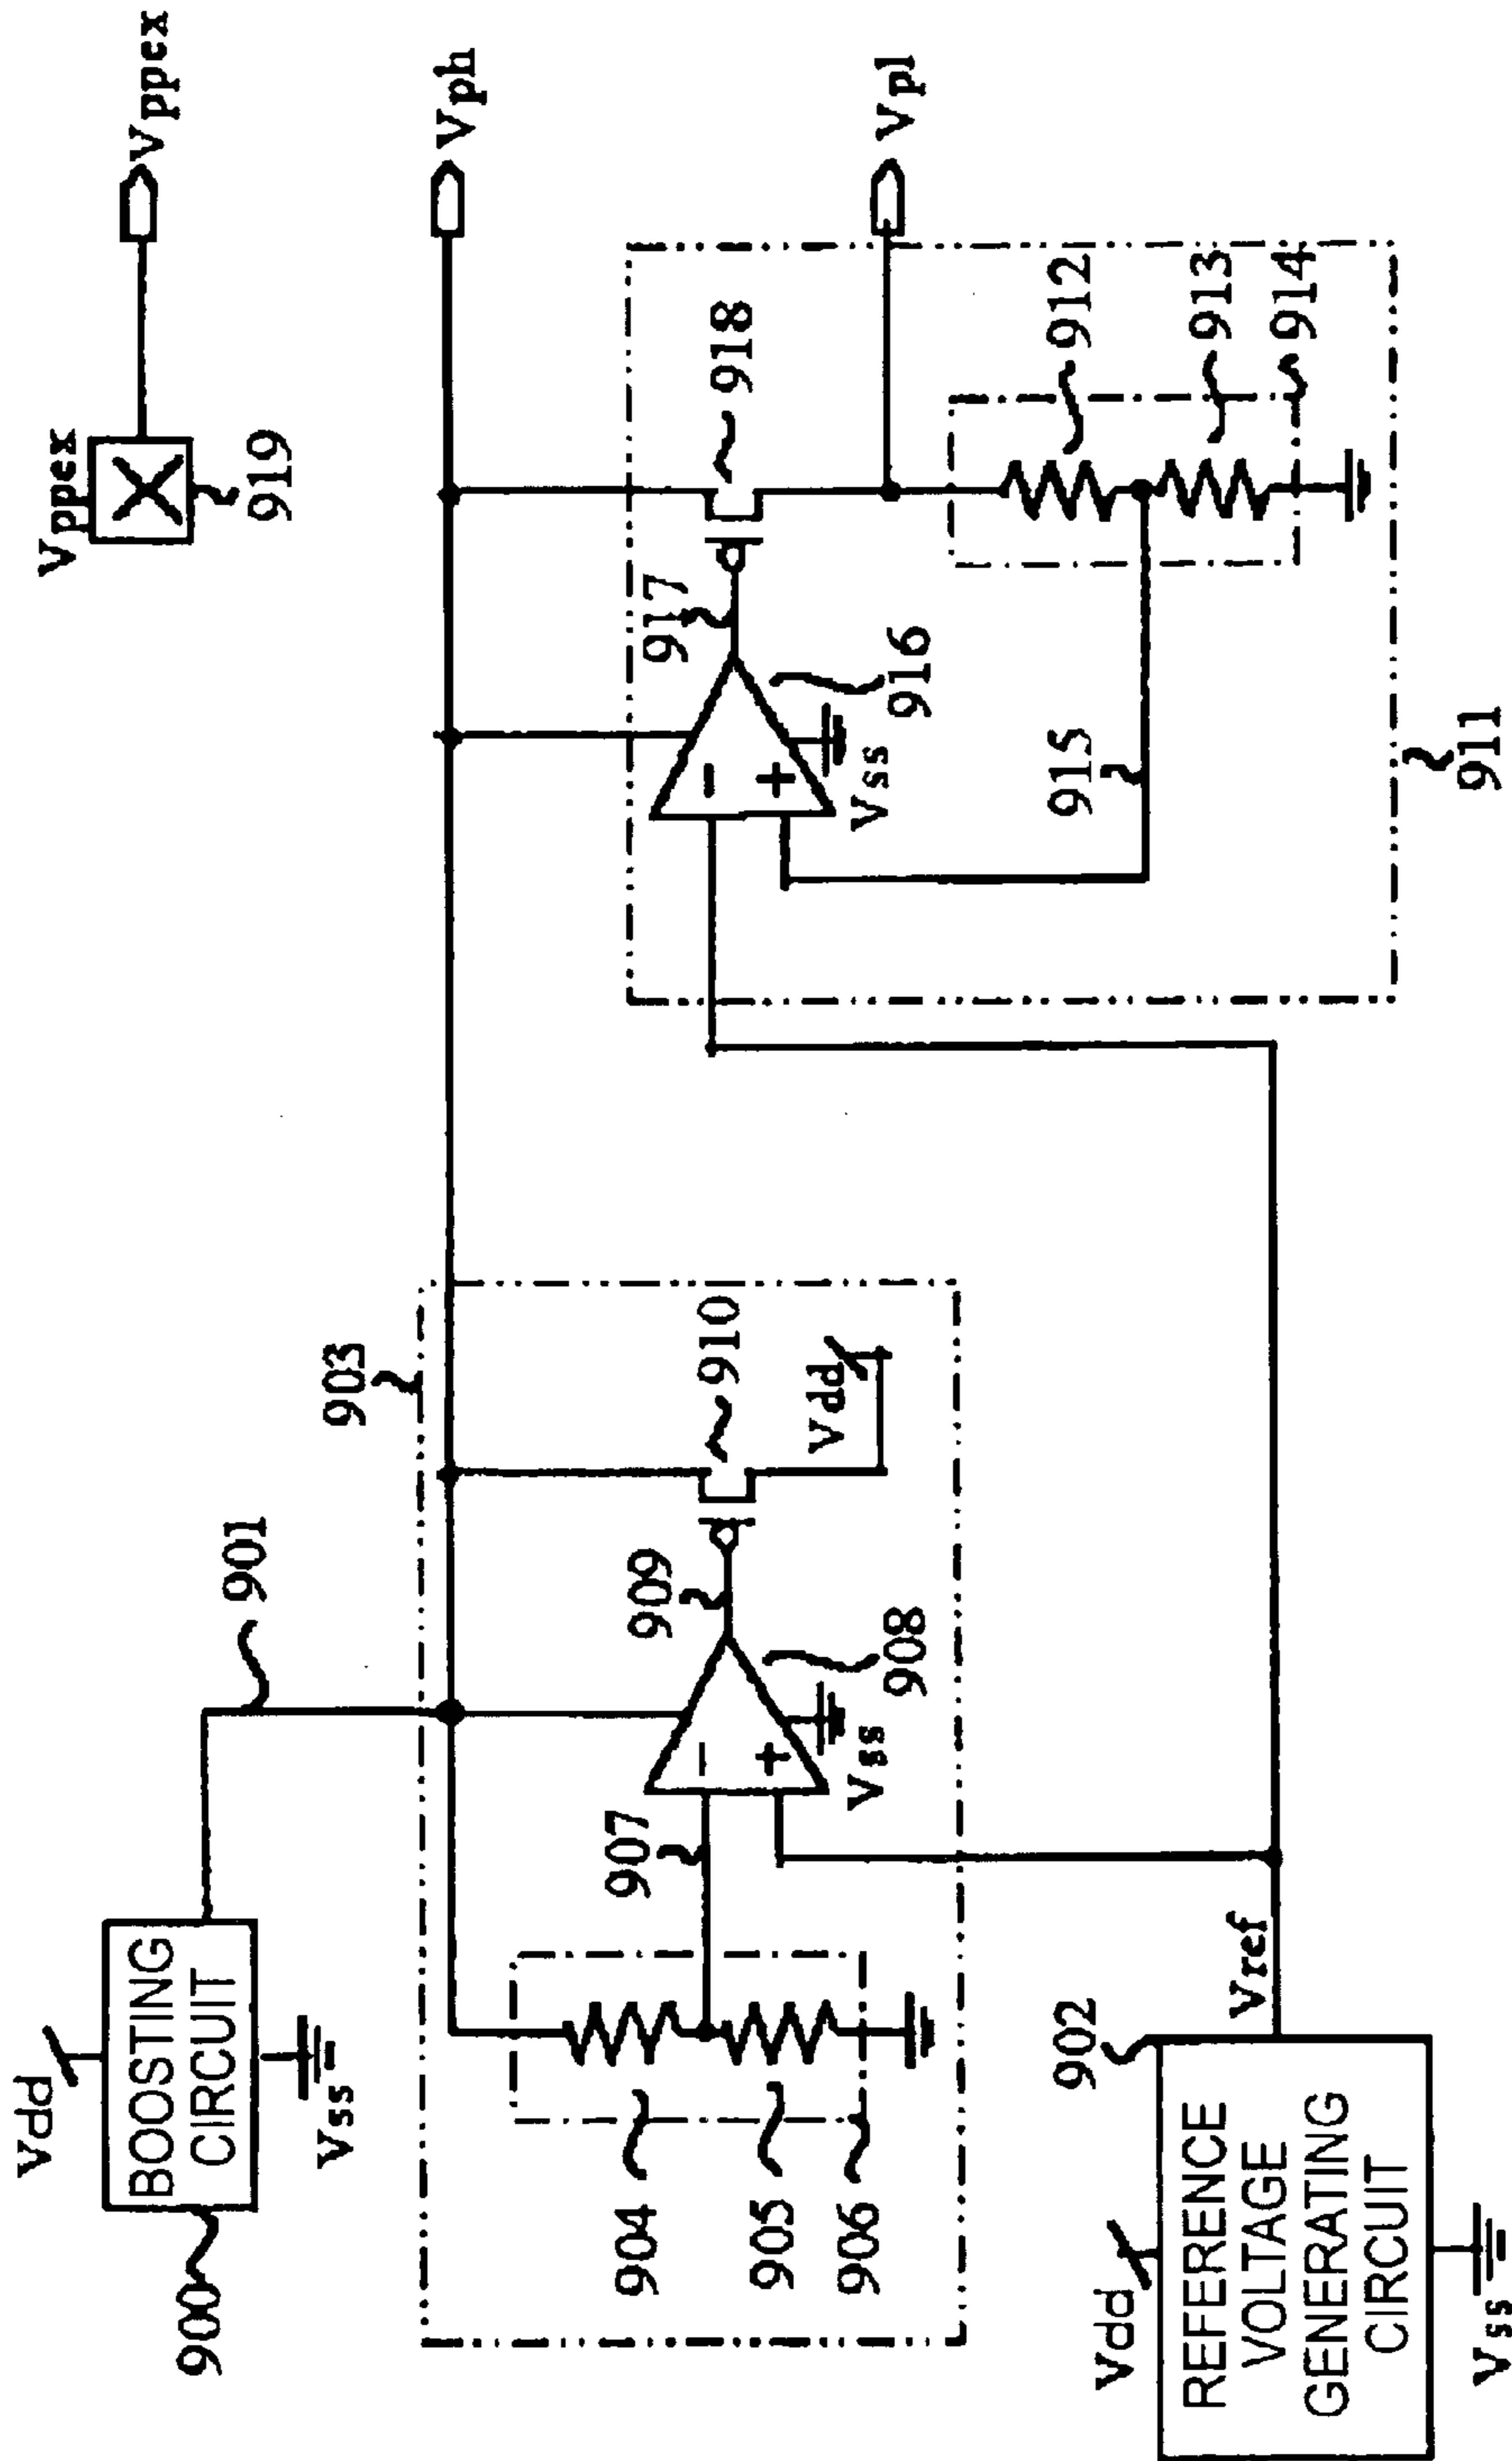 Vdd
BOOSTING
CIRCUIT
Vss
900
901
903
904
905
906
907
908
909
910
Vss
Vdd
Vdd
REFERENCE
VOLTAGE
GENERATING
CIRCUIT
Vss
902
Vref
Vppex
919
Vppex
Vph
Vpl
911
912
913
914
915
916
917
918
Vss